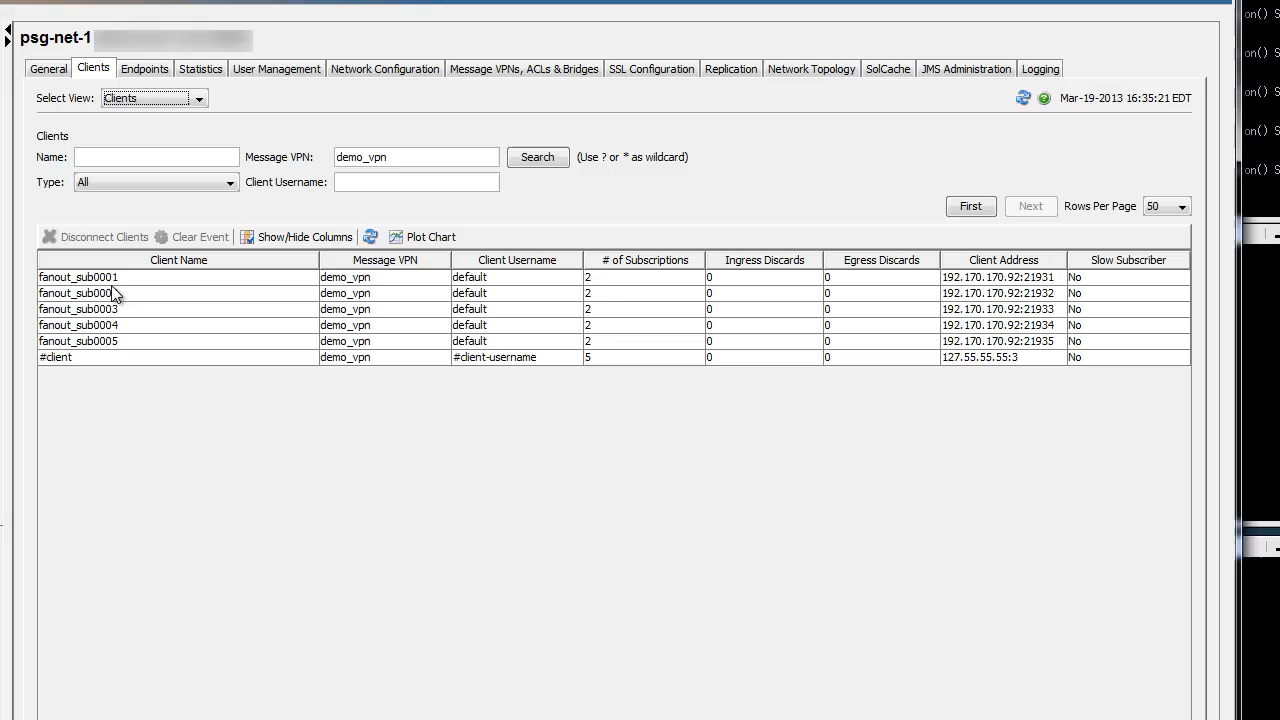 psg-net-1
General Clients Endpoints Statistics User Management Network Configuration Message VPNs, ACLs & Bridges SSL Configuration Replication Network Topology SolCache JMS Administration Logging
Select View: Clients Mar-19-2013 16:35:21 EDT
Clients
Name: Message VPN: demo_vpn Search (Use ? or * as wildcard)
Type: All Client Username:
First Next Rows Per Page 50
Disconnect Clients Clear Event Show/Hide Columns Plot Chart
Client Name Message VPN Client Username # of Subscriptions Ingress Discards Egress Discards Client Address Slow Subscriber
fanout_sub0001 demo_vpn default 2 0 0 192.170.170.92:21931 No
demo_vpn default 2 0 0 192.170.170.92:21932 No
fanout_sub0003 demo_vpn default 2 0 0 192.170.170.92:21933 No
fanout_sub0004 demo_vpn default 2 0 0 192.170.170.92:21934 No
fanout_sub0005 demo_vpn default 2 0 0 192.170.170.92:21935 No
#client demo_vpn #client-username 5 0 0 127.55.55.55:3 No
on() S
on() S
on() S
on() S
on() S